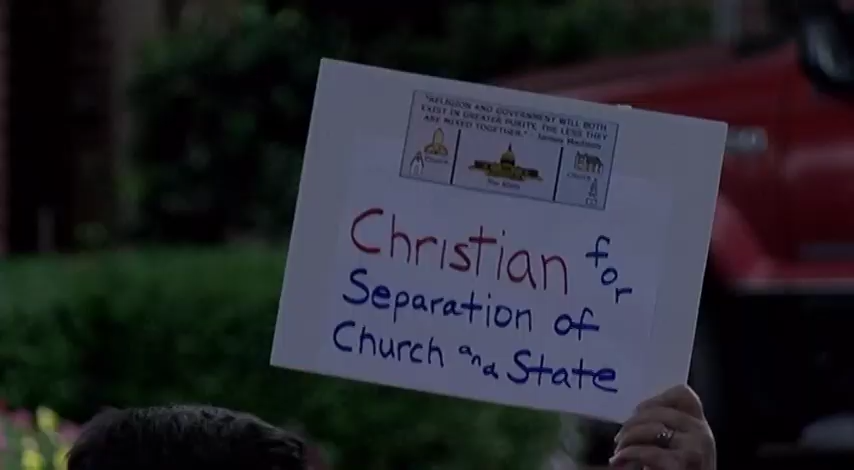 "RELIGION AND GOVERNMENT WILL BOTH
EXIST IN GREATER PURITY, THE LESS THEY
ARE MIXED TOGETHER." - James Madison
Church
The State
Church
Christian for
Separation of
Church and State